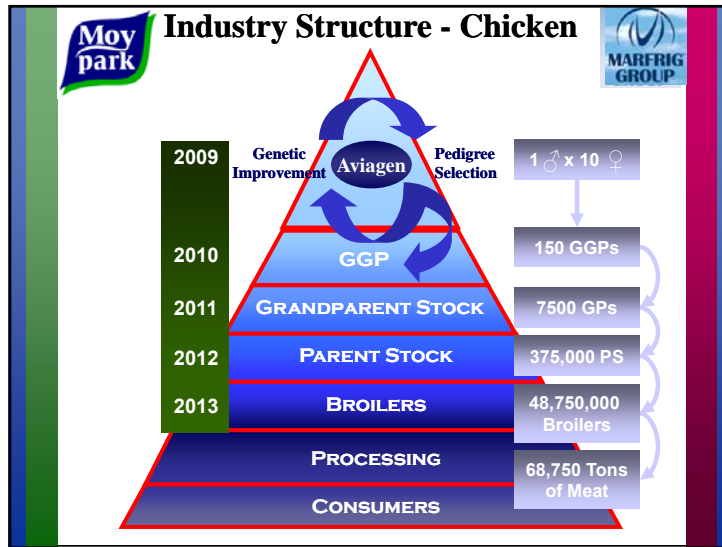 Moy
park
Industry Structure - Chicken
MARFRIG
GROUP
2009
Genetic
Improvement
Aviagen
Pedigree
Selection
1 ♂ x 10 ♀
2010
GGP
150 GGPs
2011
GRANDPARENT STOCK
7500 GPs
2012
PARENT STOCK
375,000 PS
2013
BROILERS
48,750,000
Broilers
PROCESSING
68,750 Tons
of Meat
CONSUMERS